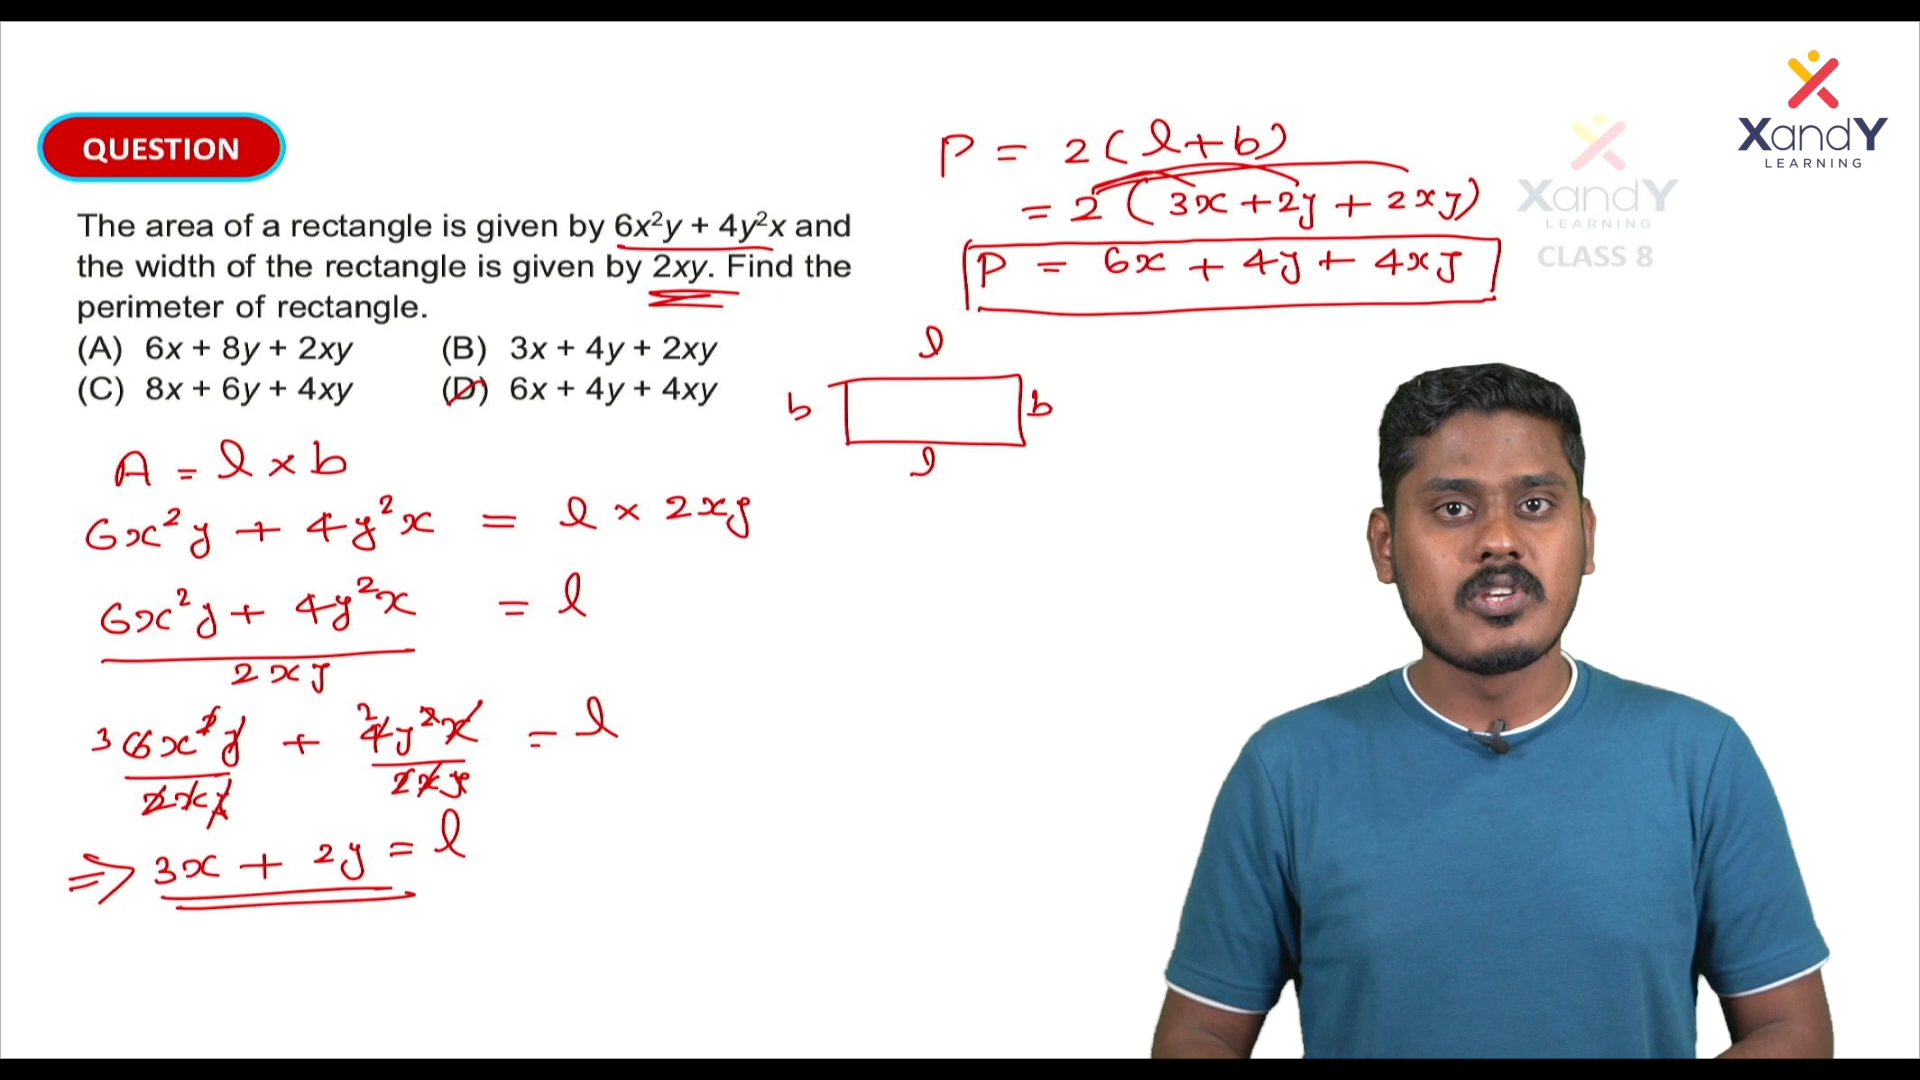 XandY
LEARNING
QUESTION
The area of a rectangle is given by 6x²y + 4y²x and
the width of the rectangle is given by 2xy. Find the
perimeter of rectangle.
(A) 6x + 8y + 2xy (B) 3x + 4y + 2xy
(C) 8x + 6y + 4xy (D) 6x + 4y + 4xy
P = 2(l+b)
= 2(3x+2y+2xy)
P = 6x + 4y + 4xy
XandY
LEARNING
CLASS 8
l
b b
l
A = l × b
6x²y + 4y²x = l × 2xy
6x²y + 4y²x = l
2xy
3 6x²y + 2 4y²x = l
2xy 2xy
⇒ 3x + 2y = l